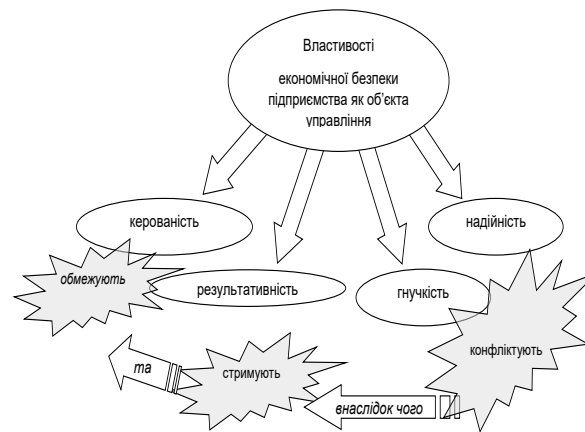 Властивості
економічної безпеки
підприємства як об’єкта
управління
керованість
надійність
обмежують
результативність
гнучкість
конфліктують
та
стримують
внаслідок чого